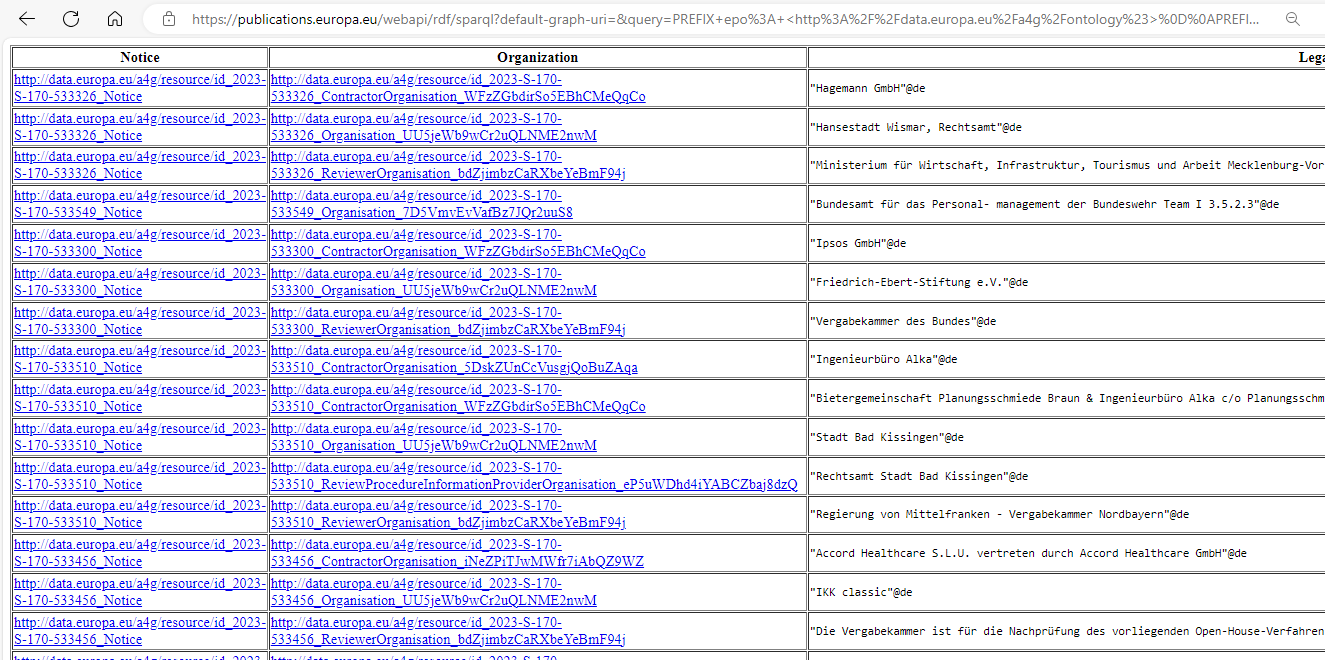 https://publications.europa.eu/webapi/rdf/sparql?default-graph-uri=&query=PREFIX+epo%3A+<http%3A%2F%2Fdata.europa.eu%2Fa4g%2Fontology%23>%0D%0APREFI...
Notice Organization Lega
http://data.europa.eu/a4g/resource/id_2023- http://data.europa.eu/a4g/resource/id_2023-S-170-
"Hagemann GmbH"@de
S-170-533326_Notice 533326_ContractorOrganisation_WFzZGbdirSo5EBhCMeQqCo
http://data.europa.eu/a4g/resource/id_2023- http://data.europa.eu/a4g/resource/id_2023-S-170-
"Hansestadt Wismar, Rechtsamt"@de
S-170-533326_Notice 533326_Organisation_UU5jeWb9wCr2uQLNME2nwM
http://data.europa.eu/a4g/resource/id_2023- http://data.europa.eu/a4g/resource/id_2023-S-170-
"Ministerium für Wirtschaft, Infrastruktur, Tourismus und Arbeit Mecklenburg-Vor
S-170-533326_Notice 533326_ReviewerOrganisation_bdZjimbzCaRXbeYeBmF94j
http://data.europa.eu/a4g/resource/id_2023- http://data.europa.eu/a4g/resource/id_2023-S-170-
"Bundesamt für das Personal- management der Bundeswehr Team I 3.5.2.3"@de
S-170-533549_Notice 533549_Organisation_7D5VmvEvVafBz7JQr2uuS8
http://data.europa.eu/a4g/resource/id_2023- http://data.europa.eu/a4g/resource/id_2023-S-170-
"Ipsos GmbH"@de
S-170-533300_Notice 533300_ContractorOrganisation_WFzZGbdirSo5EBhCMeQqCo
http://data.europa.eu/a4g/resource/id_2023- http://data.europa.eu/a4g/resource/id_2023-S-170-
"Friedrich-Ebert-Stiftung e.V."@de
S-170-533300_Notice 533300_Organisation_UU5jeWb9wCr2uQLNME2nwM
http://data.europa.eu/a4g/resource/id_2023- http://data.europa.eu/a4g/resource/id_2023-S-170-
"Vergabekammer des Bundes"@de
S-170-533300_Notice 533300_ReviewerOrganisation_bdZjimbzCaRXbeYeBmF94j
http://data.europa.eu/a4g/resource/id_2023- http://data.europa.eu/a4g/resource/id_2023-S-170-
"Ingenieurbüro Alka"@de
S-170-533510_Notice 533510_ContractorOrganisation_5DskZUnCcVusgjQoBuZAqa
http://data.europa.eu/a4g/resource/id_2023- http://data.europa.eu/a4g/resource/id_2023-S-170-
"Bietergemeinschaft Planungsschmiede Braun & Ingenieurbüro Alka c/o Planungsschm
S-170-533510_Notice 533510_ContractorOrganisation_WFzZGbdirSo5EBhCMeQqCo
http://data.europa.eu/a4g/resource/id_2023- http://data.europa.eu/a4g/resource/id_2023-S-170-
"Stadt Bad Kissingen"@de
S-170-533510_Notice 533510_Organisation_UU5jeWb9wCr2uQLNME2nwM
http://data.europa.eu/a4g/resource/id_2023- http://data.europa.eu/a4g/resource/id_2023-S-170-
"Rechtsamt Stadt Bad Kissingen"@de
S-170-533510_Notice 533510_ReviewProcedureInformationProviderOrganisation_eP5uWDhd4iYABCZbaj8dzQ
http://data.europa.eu/a4g/resource/id_2023- http://data.europa.eu/a4g/resource/id_2023-S-170-
"Regierung von Mittelfranken - Vergabekammer Nordbayern"@de
S-170-533510_Notice 533510_ReviewerOrganisation_bdZjimbzCaRXbeYeBmF94j
http://data.europa.eu/a4g/resource/id_2023- http://data.europa.eu/a4g/resource/id_2023-S-170-
"Accord Healthcare S.L.U. vertreten durch Accord Healthcare GmbH"@de
S-170-533456_Notice 533456_ContractorOrganisation_iNeZPiTJwMWfr7iAbQZ9WZ
http://data.europa.eu/a4g/resource/id_2023- http://data.europa.eu/a4g/resource/id_2023-S-170-
"IKK classic"@de
S-170-533456_Notice 533456_Organisation_UU5jeWb9wCr2uQLNME2nwM
http://data.europa.eu/a4g/resource/id_2023- http://data.europa.eu/a4g/resource/id_2023-S-170-
"Die Vergabekammer ist für die Nachprüfung des vorliegenden Open-House-Verfahren
S-170-533456_Notice 533456_ReviewerOrganisation_bdZjimbzCaRXbeYeBmF94j